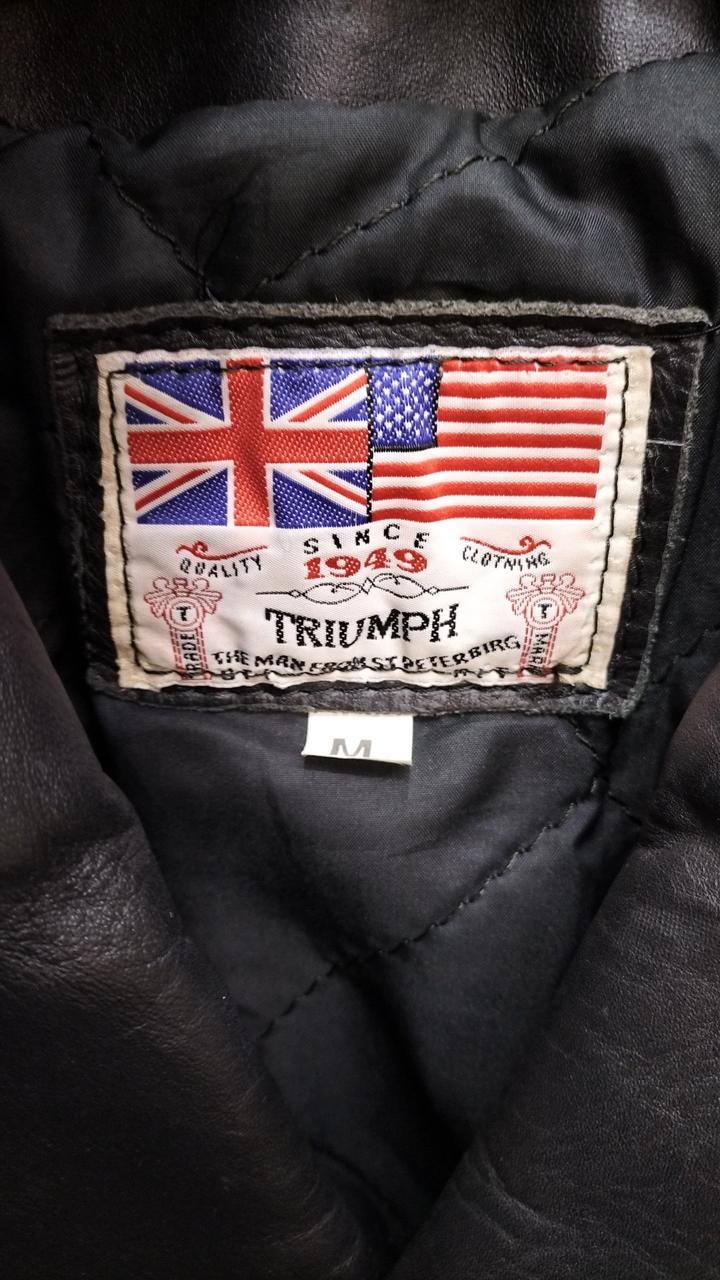 SINCE
QUALITY 1949 CLOTHING
TRIUMPH
T TRADE
T MARK
THE MAN FROM ST PETERBIRG
M